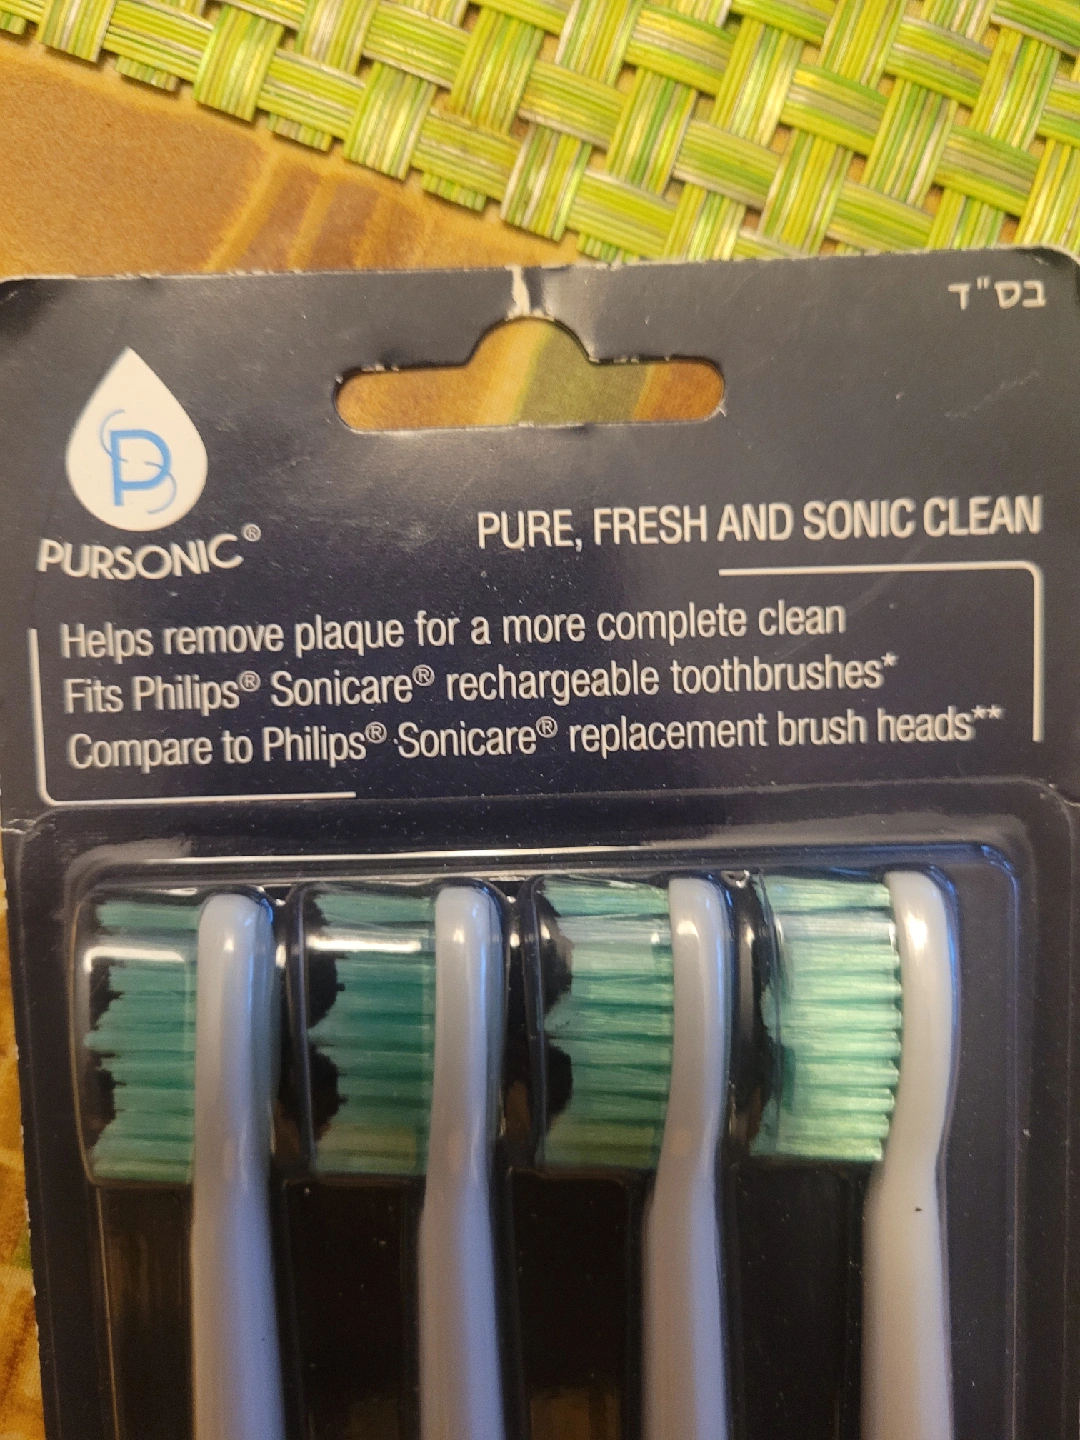 בס"ד
PS
PURSONIC®
PURE, FRESH AND SONIC CLEAN
Helps remove plaque for a more complete clean
Fits Philips® Sonicare® rechargeable toothbrushes*
Compare to Philips® Sonicare® replacement brush heads**